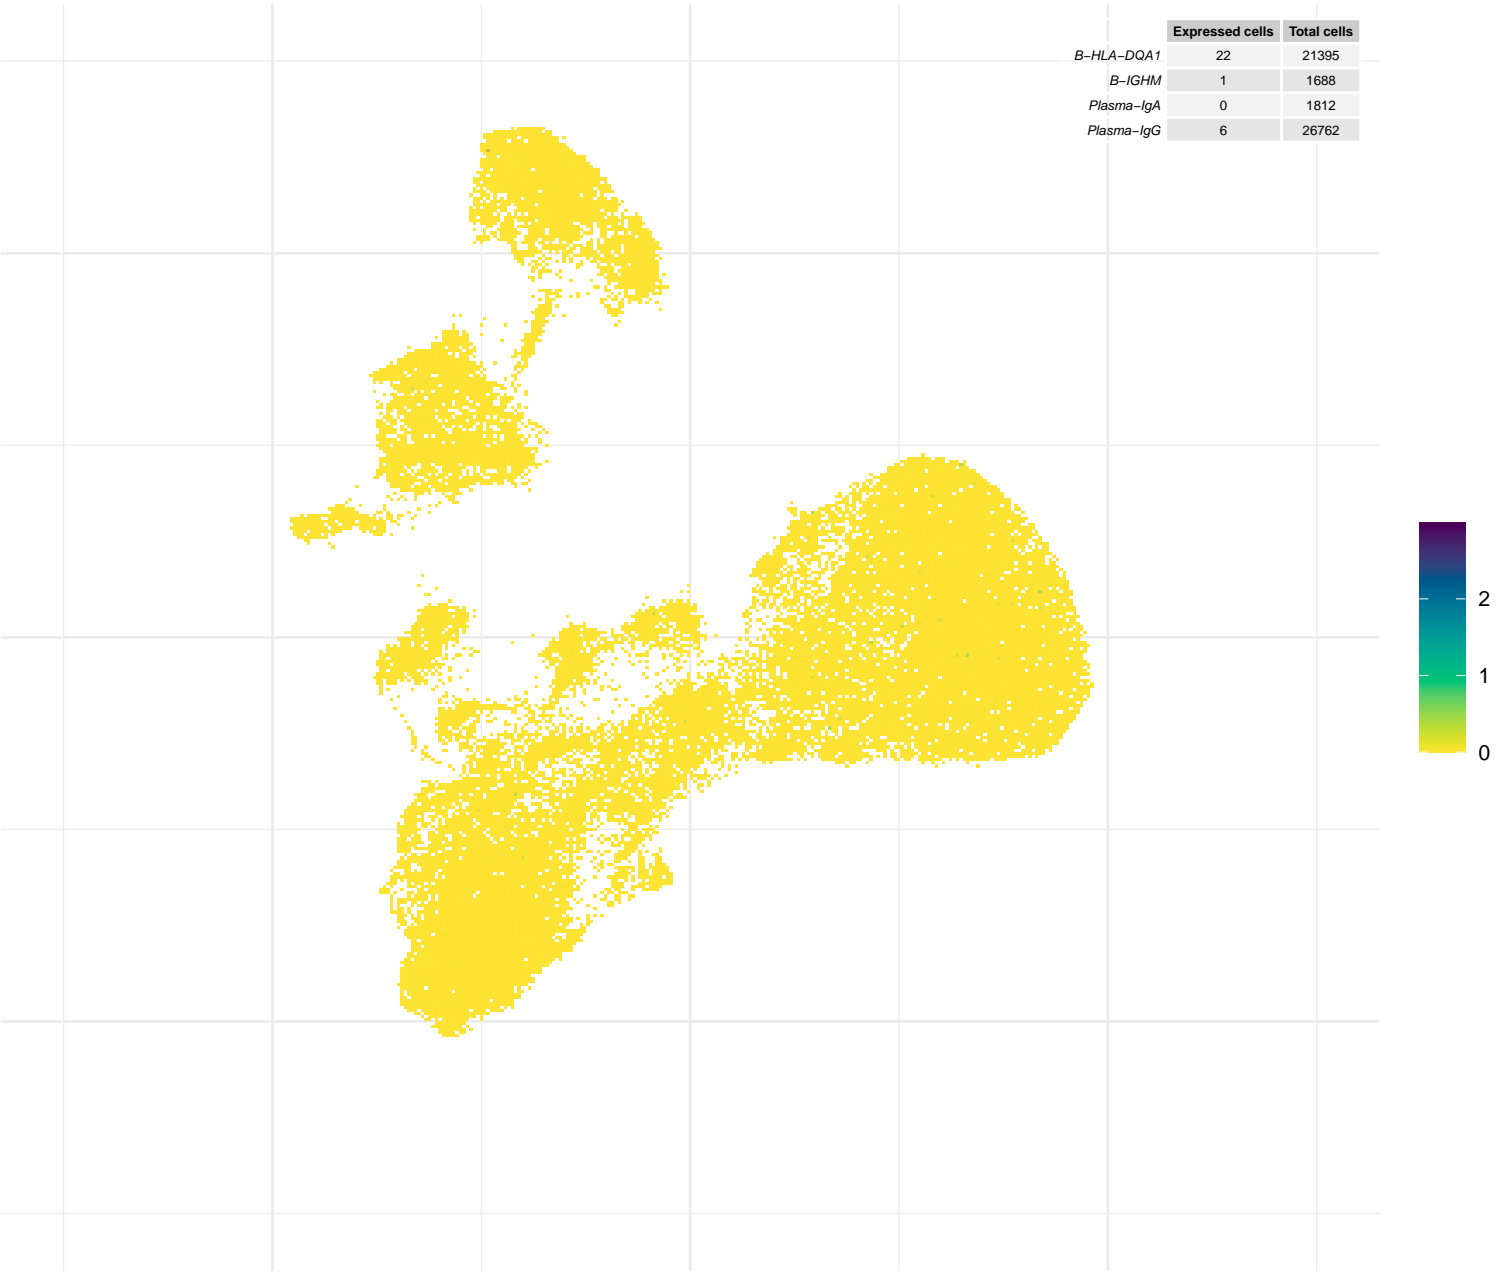 Expressed cells Total cells
B−HLA−DQA1 22 21395
B−IGHM 1 1688
Plasma−IgA 0 1812
Plasma−IgG 6 26762
2
1
0